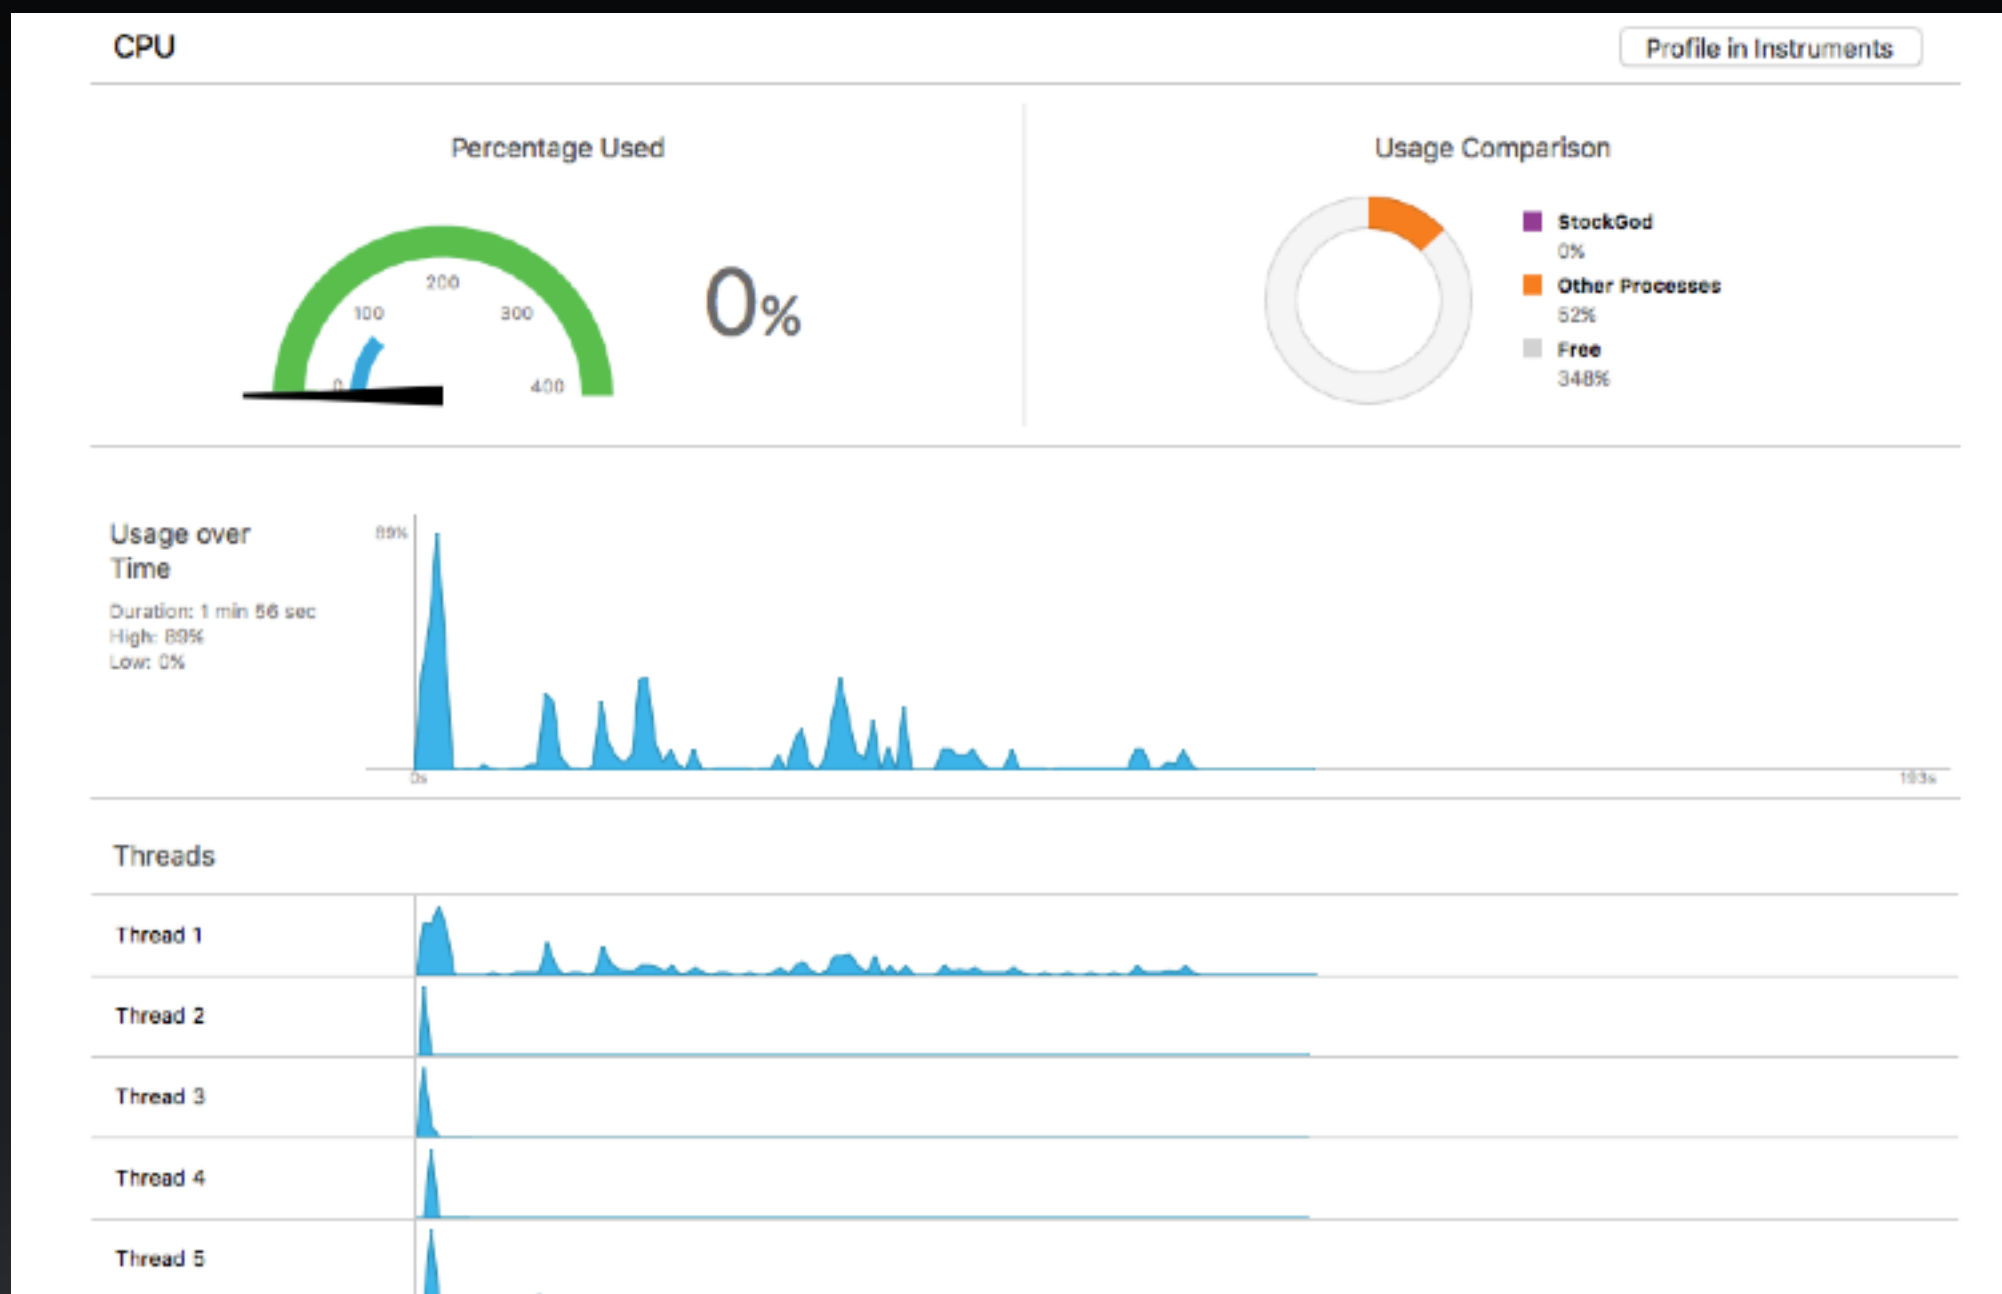 CPU
Profile in Instruments
Percentage Used
Usage Comparison
0
100
200
300
400
0%
StockGod
0%
Other Processes
52%
Free
348%
Usage over
Time
Duration: 1 min 56 sec
High: 89%
Low: 0%
89%
0s
193s
Threads
Thread 1
Thread 2
Thread 3
Thread 4
Thread 5